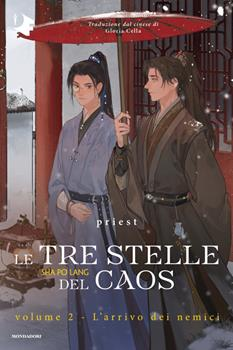 Traduzione dal cinese di
Gloria Cella
priest
LE TRE STELLE
SHA PO LANG
DEL CAOS
volume 2 - L'arrivo dei nemici
MONDADORI